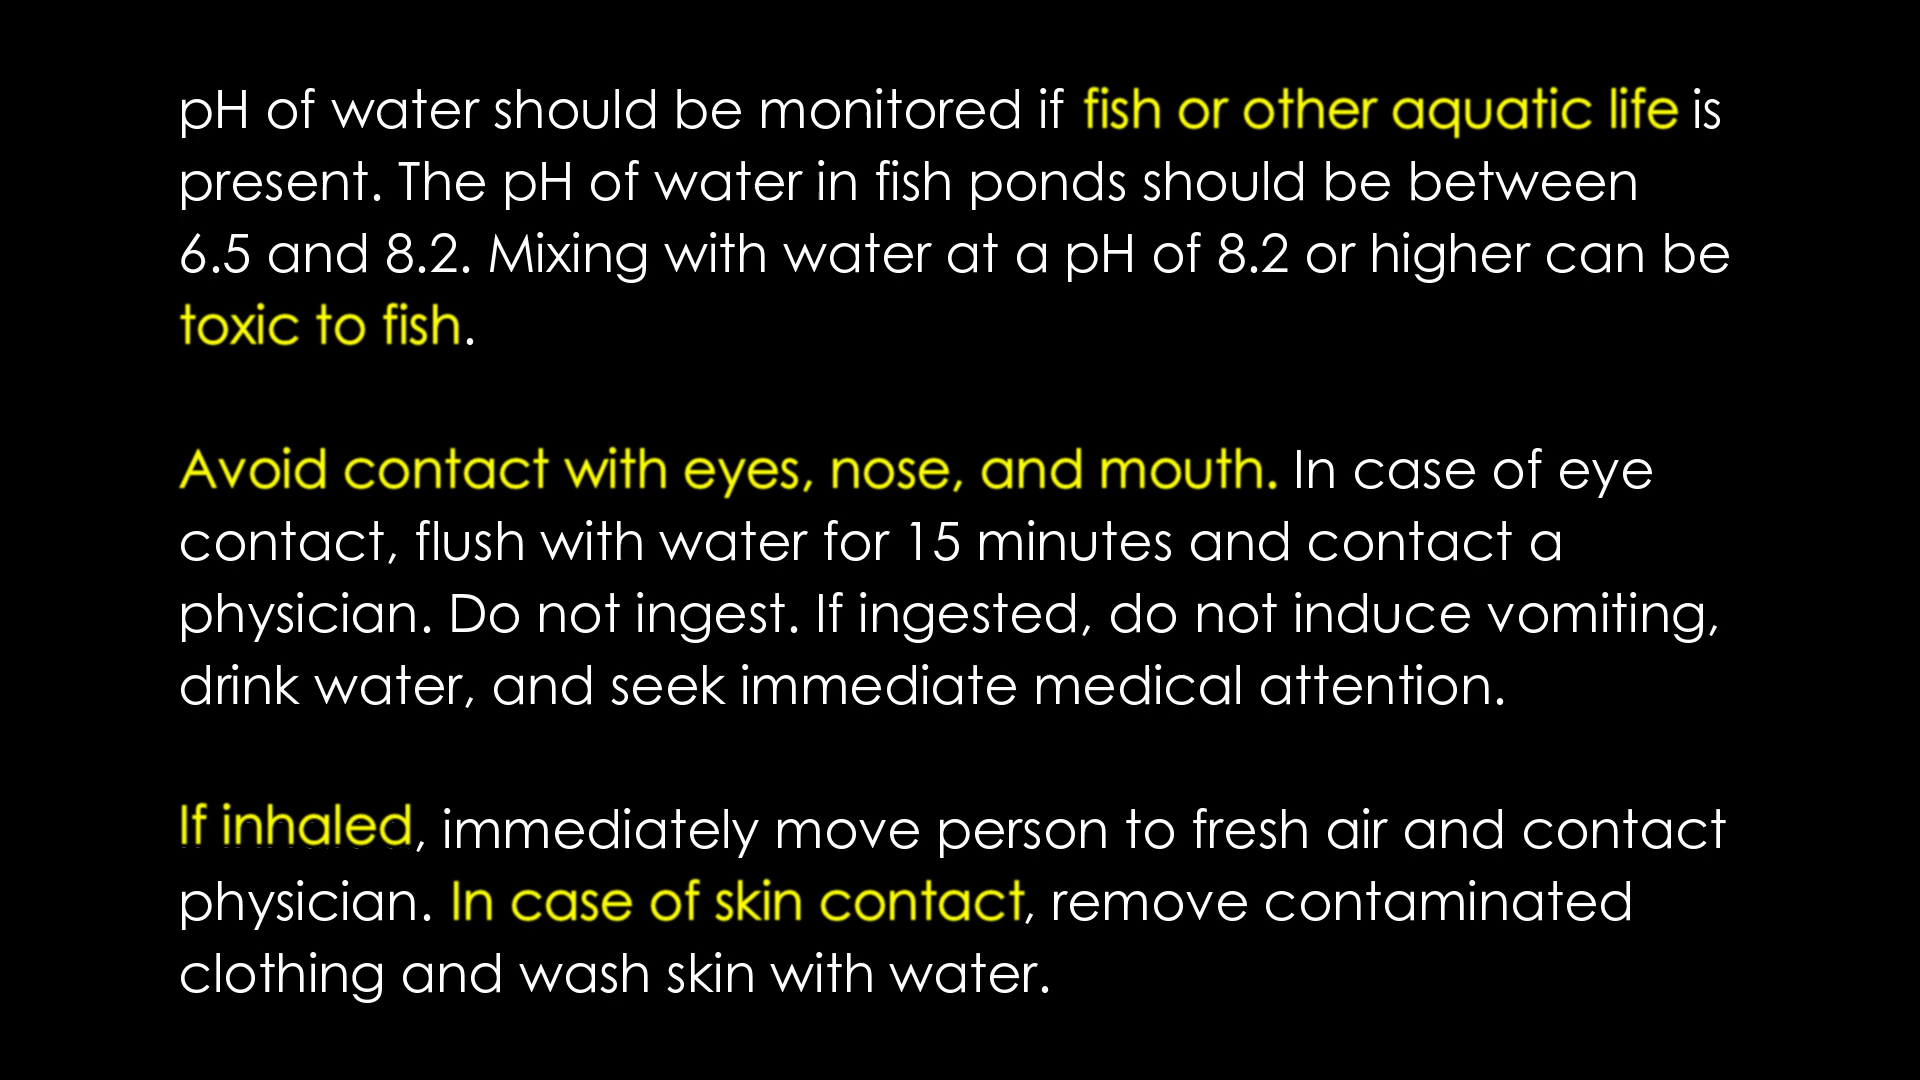 pH of water should be monitored if fish or other aquatic life is
present. The pH of water in fish ponds should be between
6.5 and 8.2. Mixing with water at a pH of 8.2 or higher can be
toxic to fish.
Avoid contact with eyes, nose, and mouth. In case of eye
contact, flush with water for 15 minutes and contact a
physician. Do not ingest. If ingested, do not induce vomiting,
drink water, and seek immediate medical attention.
If inhaled, immediately move person to fresh air and contact
physician. In case of skin contact, remove contaminated
clothing and wash skin with water.